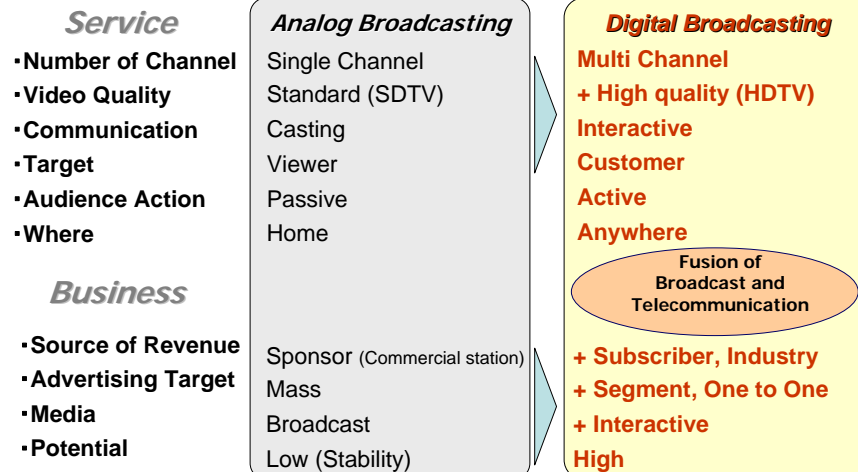 Service Analog Broadcasting Digital Broadcasting
・Number of Channel Single Channel Multi Channel
・Video Quality Standard (SDTV) + High quality (HDTV)
・Communication Casting Interactive
・Target Viewer Customer
・Audience Action Passive Active
・Where Home Anywhere
Fusion of
Broadcast and
Telecommunication
Business
・Source of Revenue Sponsor (Commercial station) + Subscriber, Industry
・Advertising Target Mass + Segment, One to One
・Media Broadcast + Interactive
・Potential Low (Stability) High